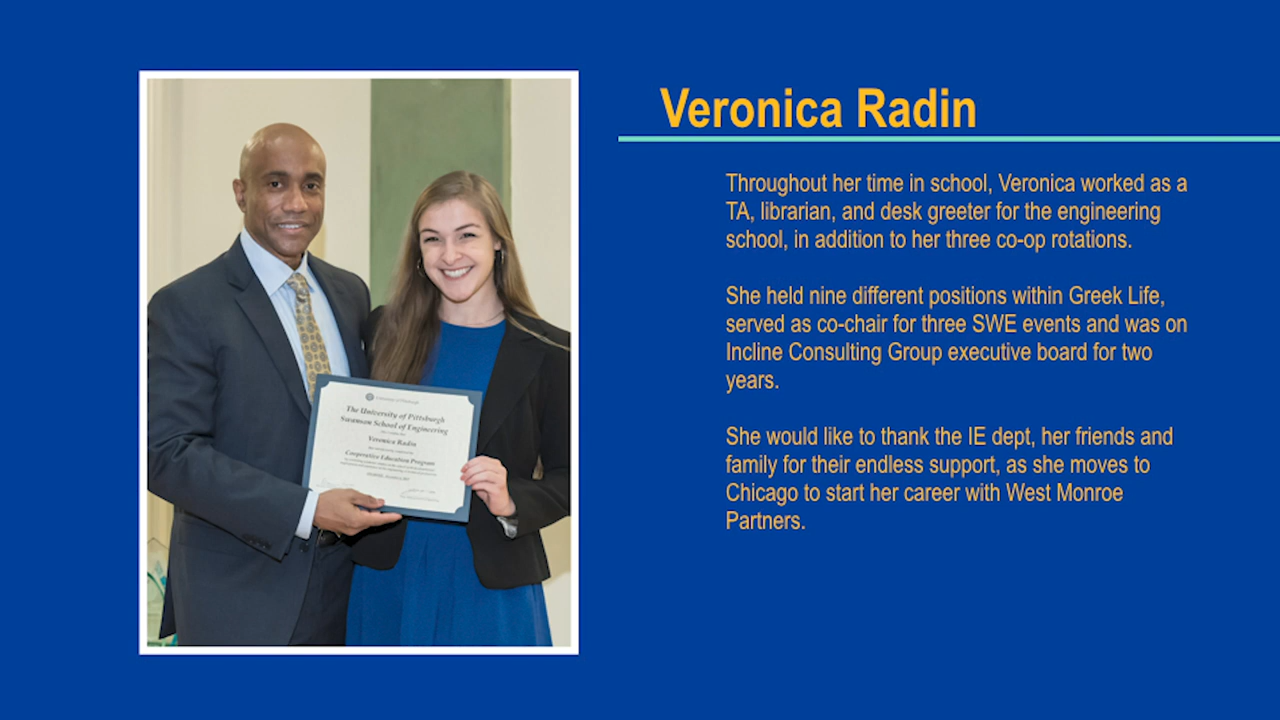 Veronica Radin
Throughout her time in school, Veronica worked as a
TA, librarian, and desk greeter for the engineering
school, in addition to her three co-op rotations.
She held nine different positions within Greek Life,
served as co-chair for three SWE events and was on
Incline Consulting Group executive board for two
years.
She would like to thank the IE dept, her friends and
family for their endless support, as she moves to
Chicago to start her career with West Monroe
Partners.
University of Pittsburgh
The University of Pittsburgh
Swanson School of Engineering
Veronica Radin
Cooperative Education Program